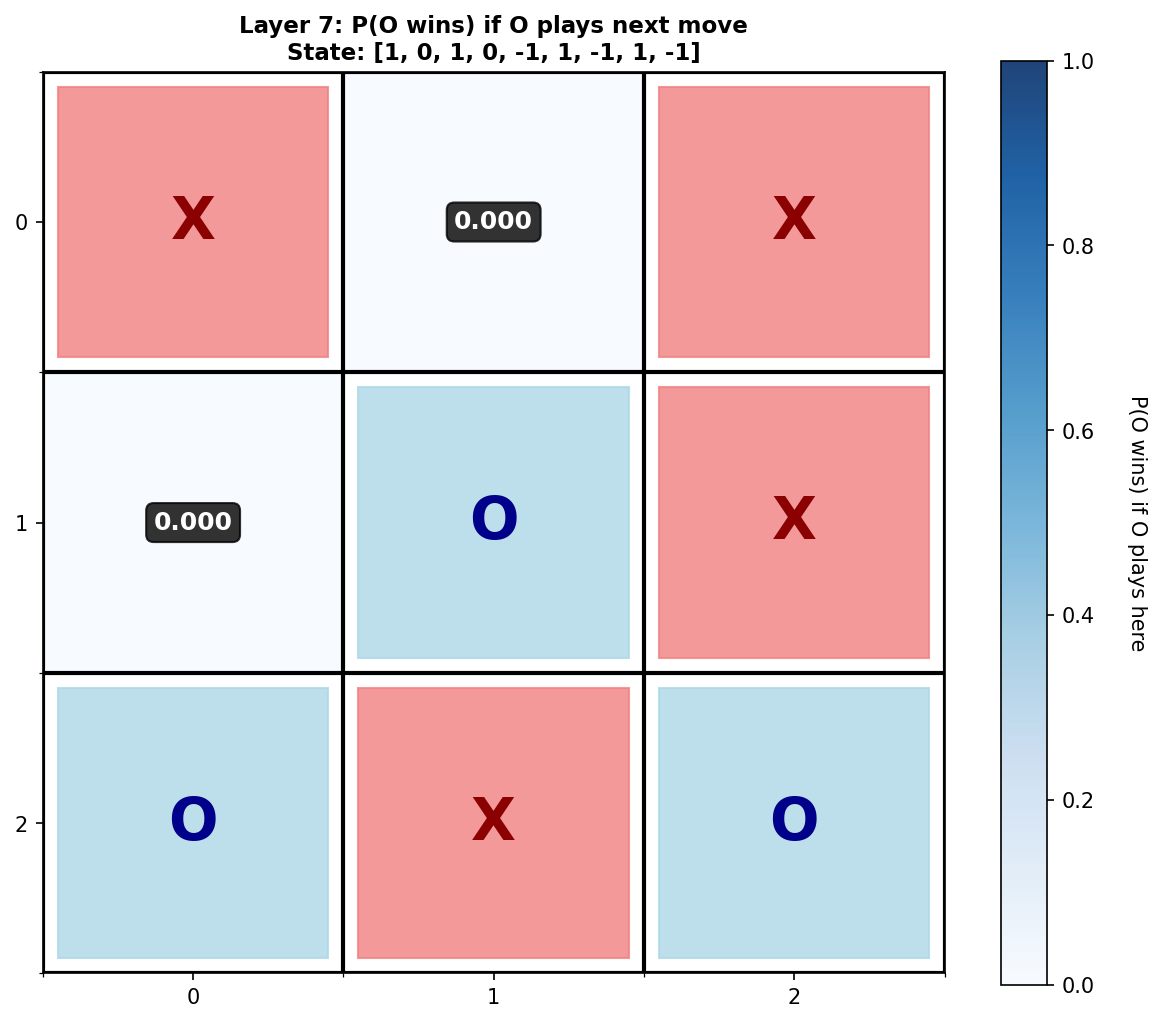 Layer 7: P(O wins) if O plays next move
State: [1, 0, 1, 0, -1, 1, -1, 1, -1]
0
X
0.000
X
1
0.000
O
X
2
O
X
O
0
1
2
1.0
0.8
0.6
0.4
0.2
0.0
P(O wins) if O plays here